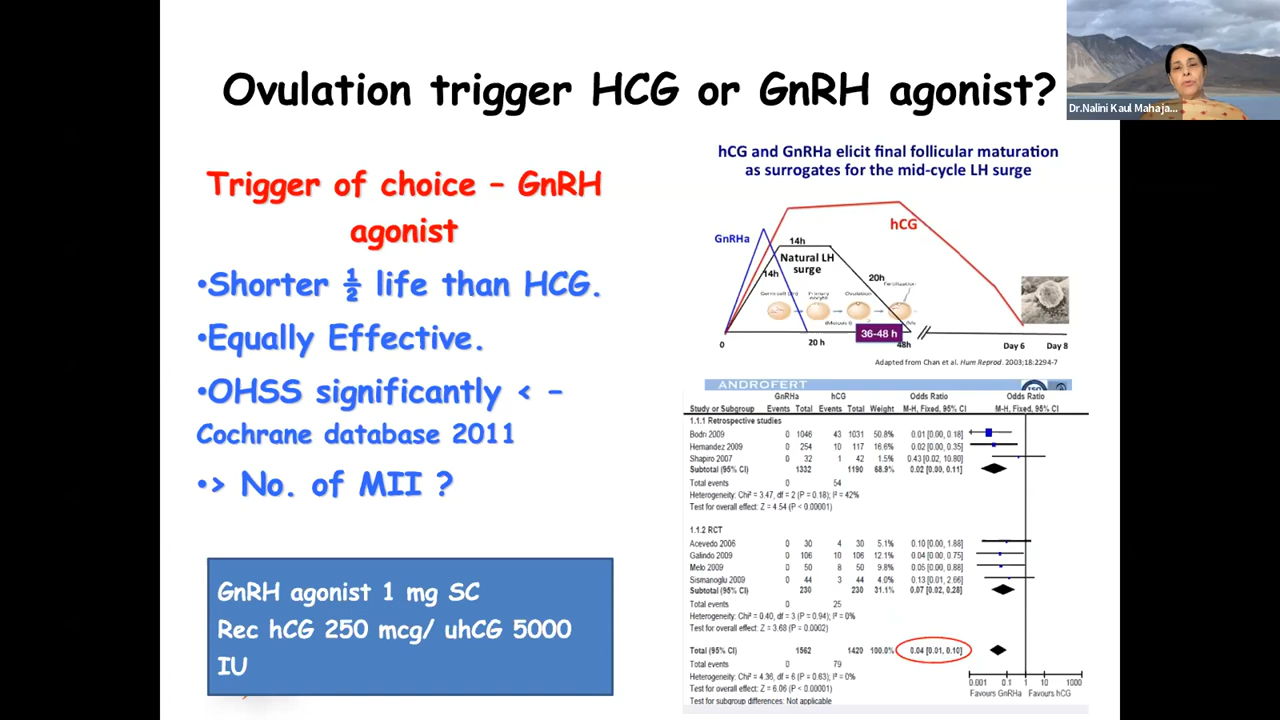 Ovulation trigger HCG or GnRH agonist?
Dr.Nalini Kaul Mahaja...
Trigger of choice – GnRH
agonist
•Shorter ½ life than HCG.
•Equally Effective.
•OHSS significantly < –
Cochrane database 2011
•> No. of MII ?
GnRH agonist 1 mg SC
Rec hCG 250 mcg/ uhCG 5000
IU
hCG and GnRHa elicit final follicular maturation
as surrogates for the mid-cycle LH surge
GnRHa
14h
hCG
Natural LH
surge
14h
20h
Fertilization
Primary
oocyte
Ovulation
36-48 h
0
20 h
48h
Day 6
Day 8
Adapted from Chan et al. Hum Reprod. 2003;18:2294-7
ANDROFERT
GnRHa hCG Odds Ratio Odds Ratio
Study or Subgroup Events Total Events Total Weight M-H, Fixed, 95% CI M-H, Fixed, 95% CI
1.1.1 Retrospective studies
Bodri 2009 0 1046 43 1031 50.8% 0.01 [0.00, 0.18]
Hernandez 2009 0 254 10 117 16.6% 0.02 [0.00, 0.35]
Shapiro 2007 0 32 1 42 1.5% 0.43 [0.02, 10.80]
Subtotal (95% CI) 1332 1190 68.9% 0.02 [0.00, 0.11]
Total events 0 54
Heterogeneity: Chi² = 3.47, df = 2 (P = 0.18); I² = 42%
Test for overall effect: Z = 4.54 (P < 0.00001)
1.1.2 RCT
Acevedo 2006 0 30 4 30 5.1% 0.10 [0.00, 1.88]
Galindo 2009 0 106 10 106 12.1% 0.04 [0.00, 0.75]
Melo 2009 0 50 8 50 9.8% 0.05 [0.00, 0.88]
Sismanoglu 2009 0 44 3 44 4.0% 0.13 [0.01, 2.66]
Subtotal (95% CI) 230 230 31.1% 0.07 [0.02, 0.28]
Total events 0 25
Heterogeneity: Chi² = 0.40, df = 3 (P = 0.94); I² = 0%
Test for overall effect: Z = 3.68 (P = 0.0002)
Total (95% CI) 1562 1420 100.0% 0.04 [0.01, 0.10]
Total events 0 79
Heterogeneity: Chi² = 4.36, df = 6 (P = 0.63); I² = 0%
Test for overall effect: Z = 6.06 (P < 0.00001)
Test for subgroup differences: Not applicable
0.001 0.1 1 10 1000
Favours GnRHa Favours hCG